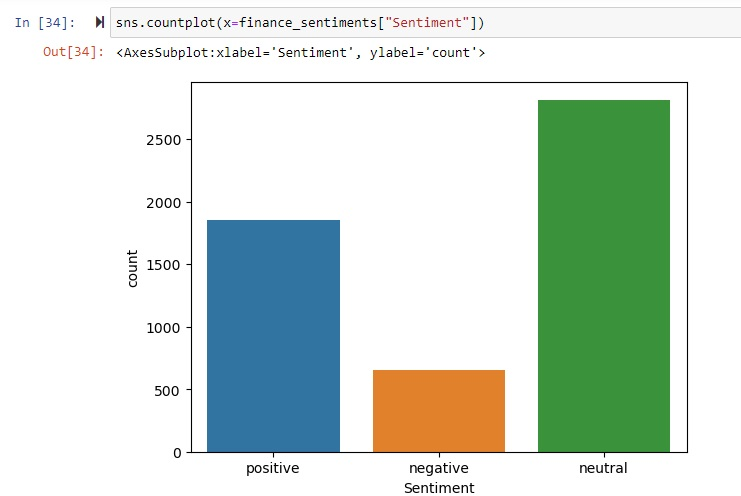 In [34]: sns.countplot(x=finance_sentiments["Sentiment"])
Out[34]: <AxesSubplot:xlabel='Sentiment', ylabel='count'>
2500
2000
1500
1000
500
0
count
positive negative neutral
Sentiment